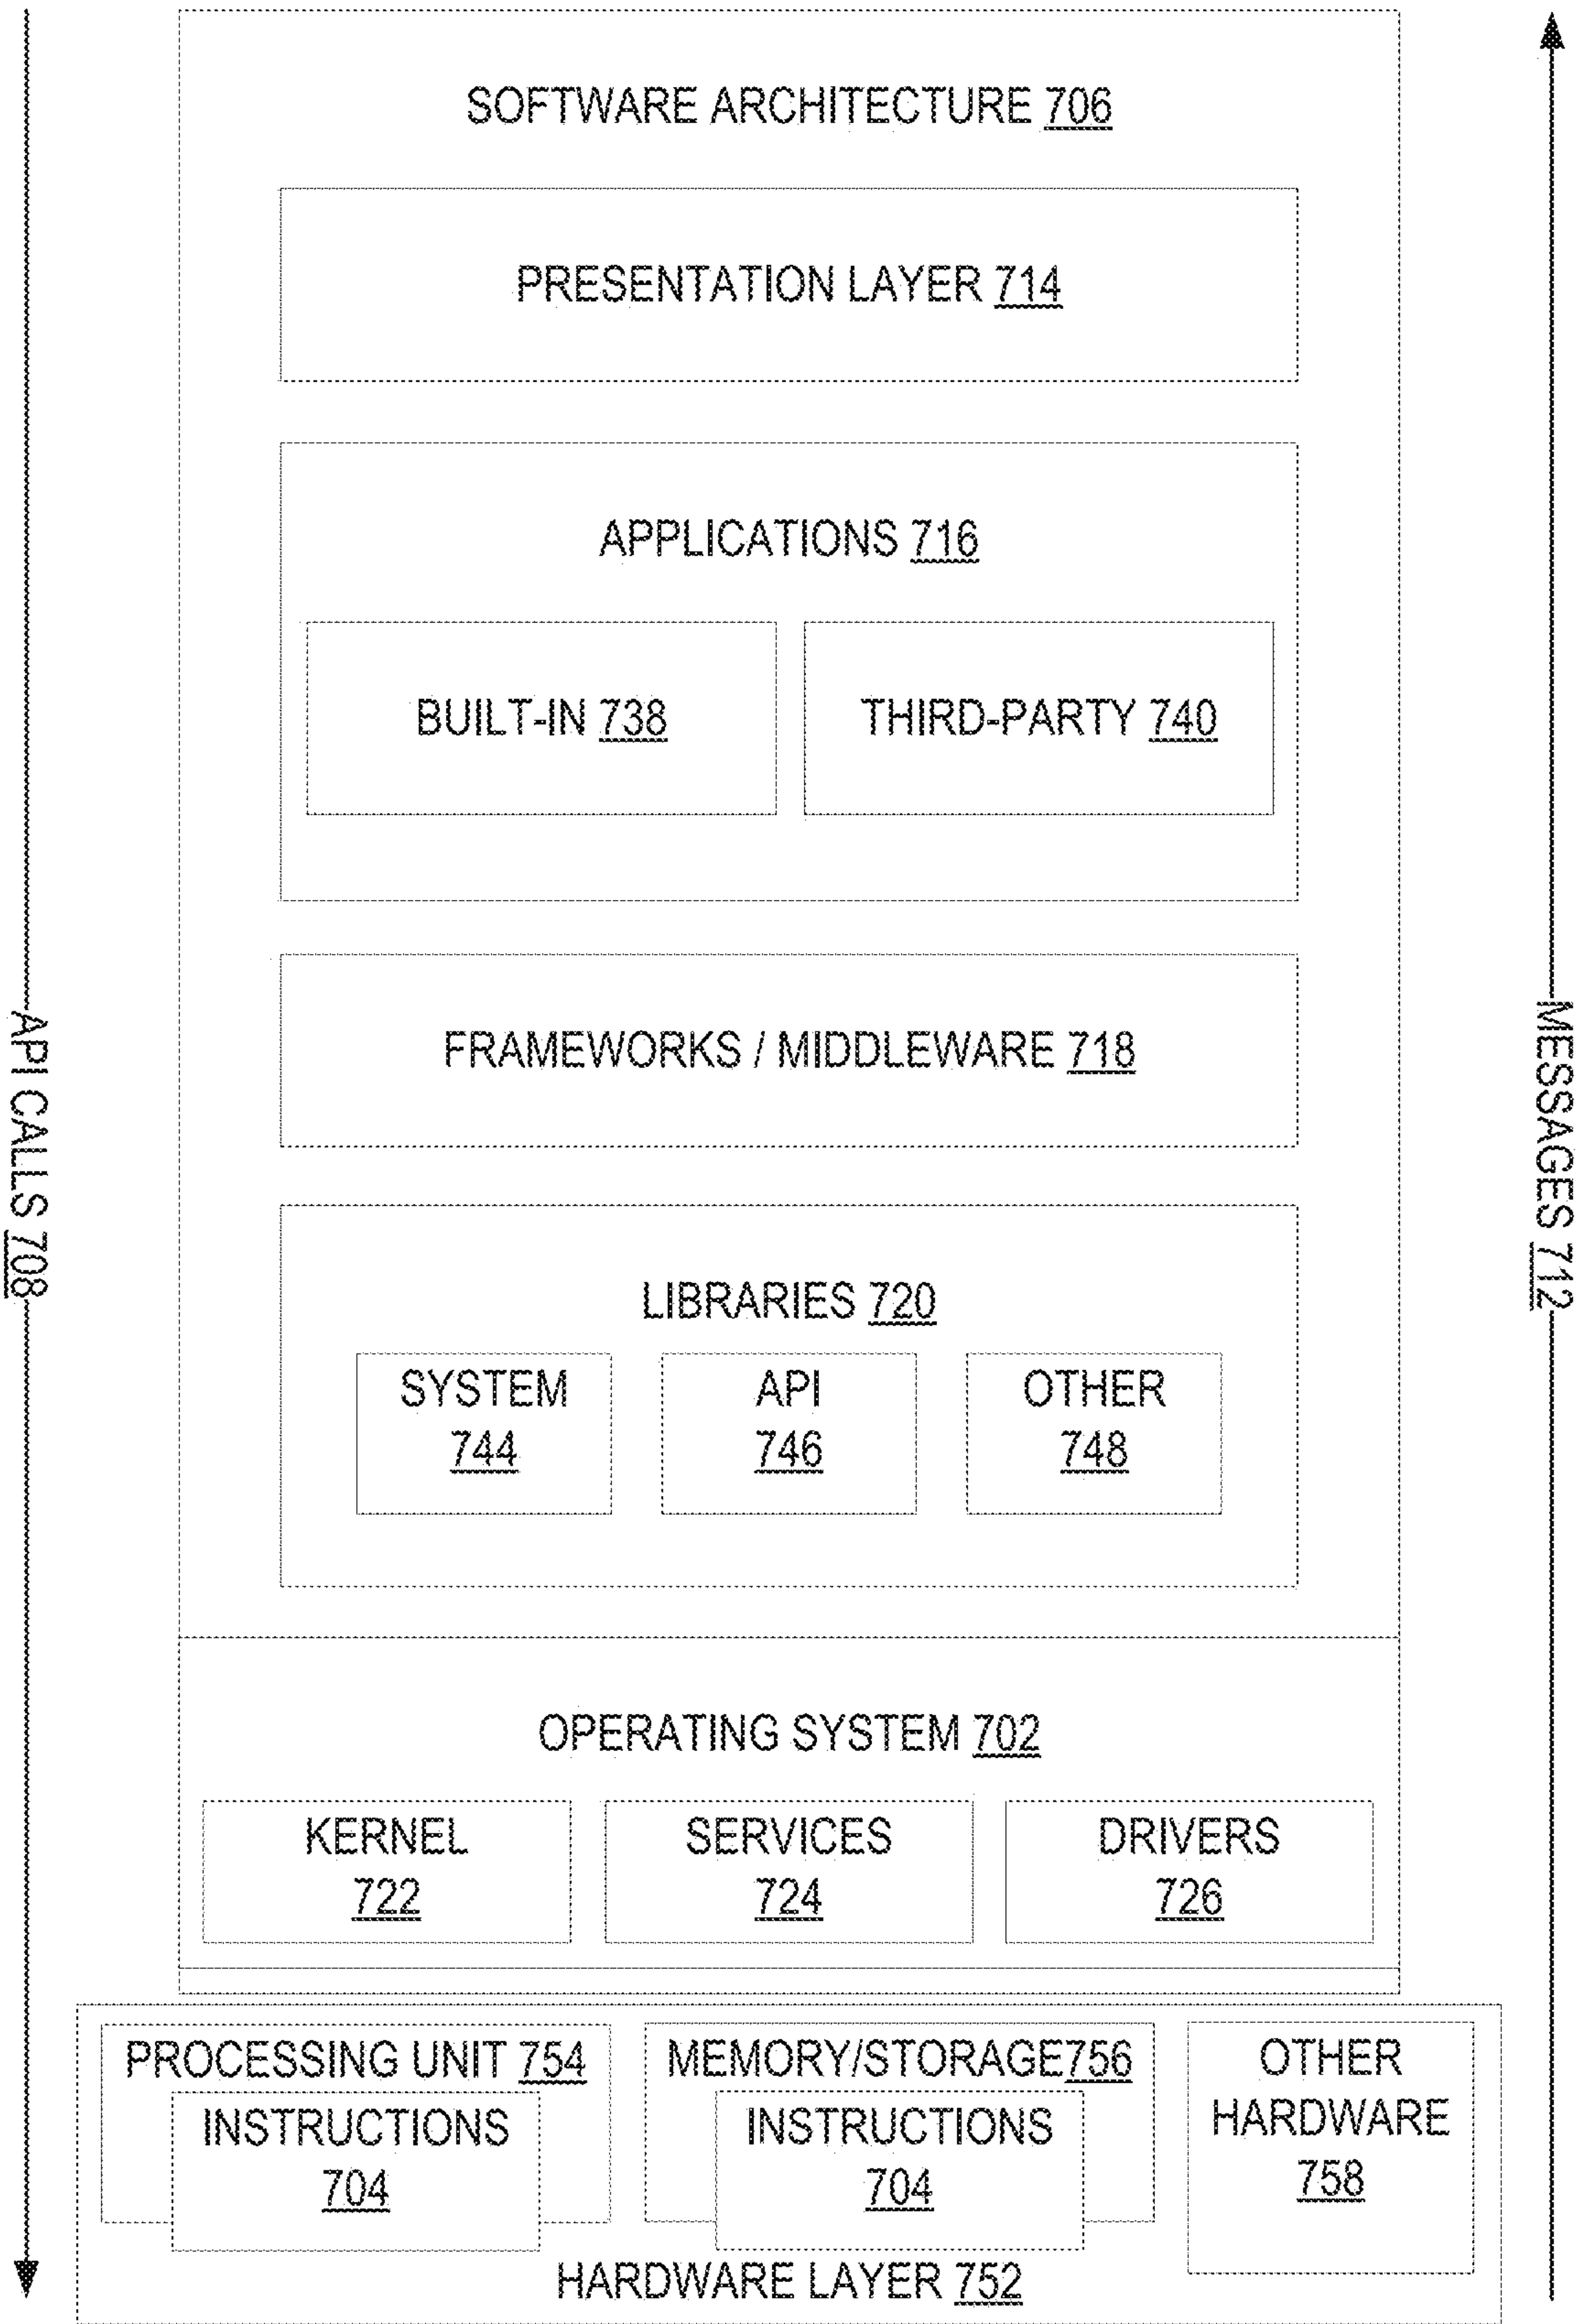 SOFTWARE ARCHITECTURE 706
PRESENTATION LAYER 714
APPLICATIONS 716
BUILT-IN 738
THIRD-PARTY 740
FRAMEWORKS / MIDDLEWARE 718
API CALLS 708
MESSAGES 712
LIBRARIES 720
SYSTEM
744
API
746
OTHER
748
OPERATING SYSTEM 702
KERNEL
722
SERVICES
724
DRIVERS
726
PROCESSING UNIT 754
INSTRUCTIONS
704
MEMORY/STORAGE756
INSTRUCTIONS
704
OTHER
HARDWARE
758
HARDWARE LAYER 752